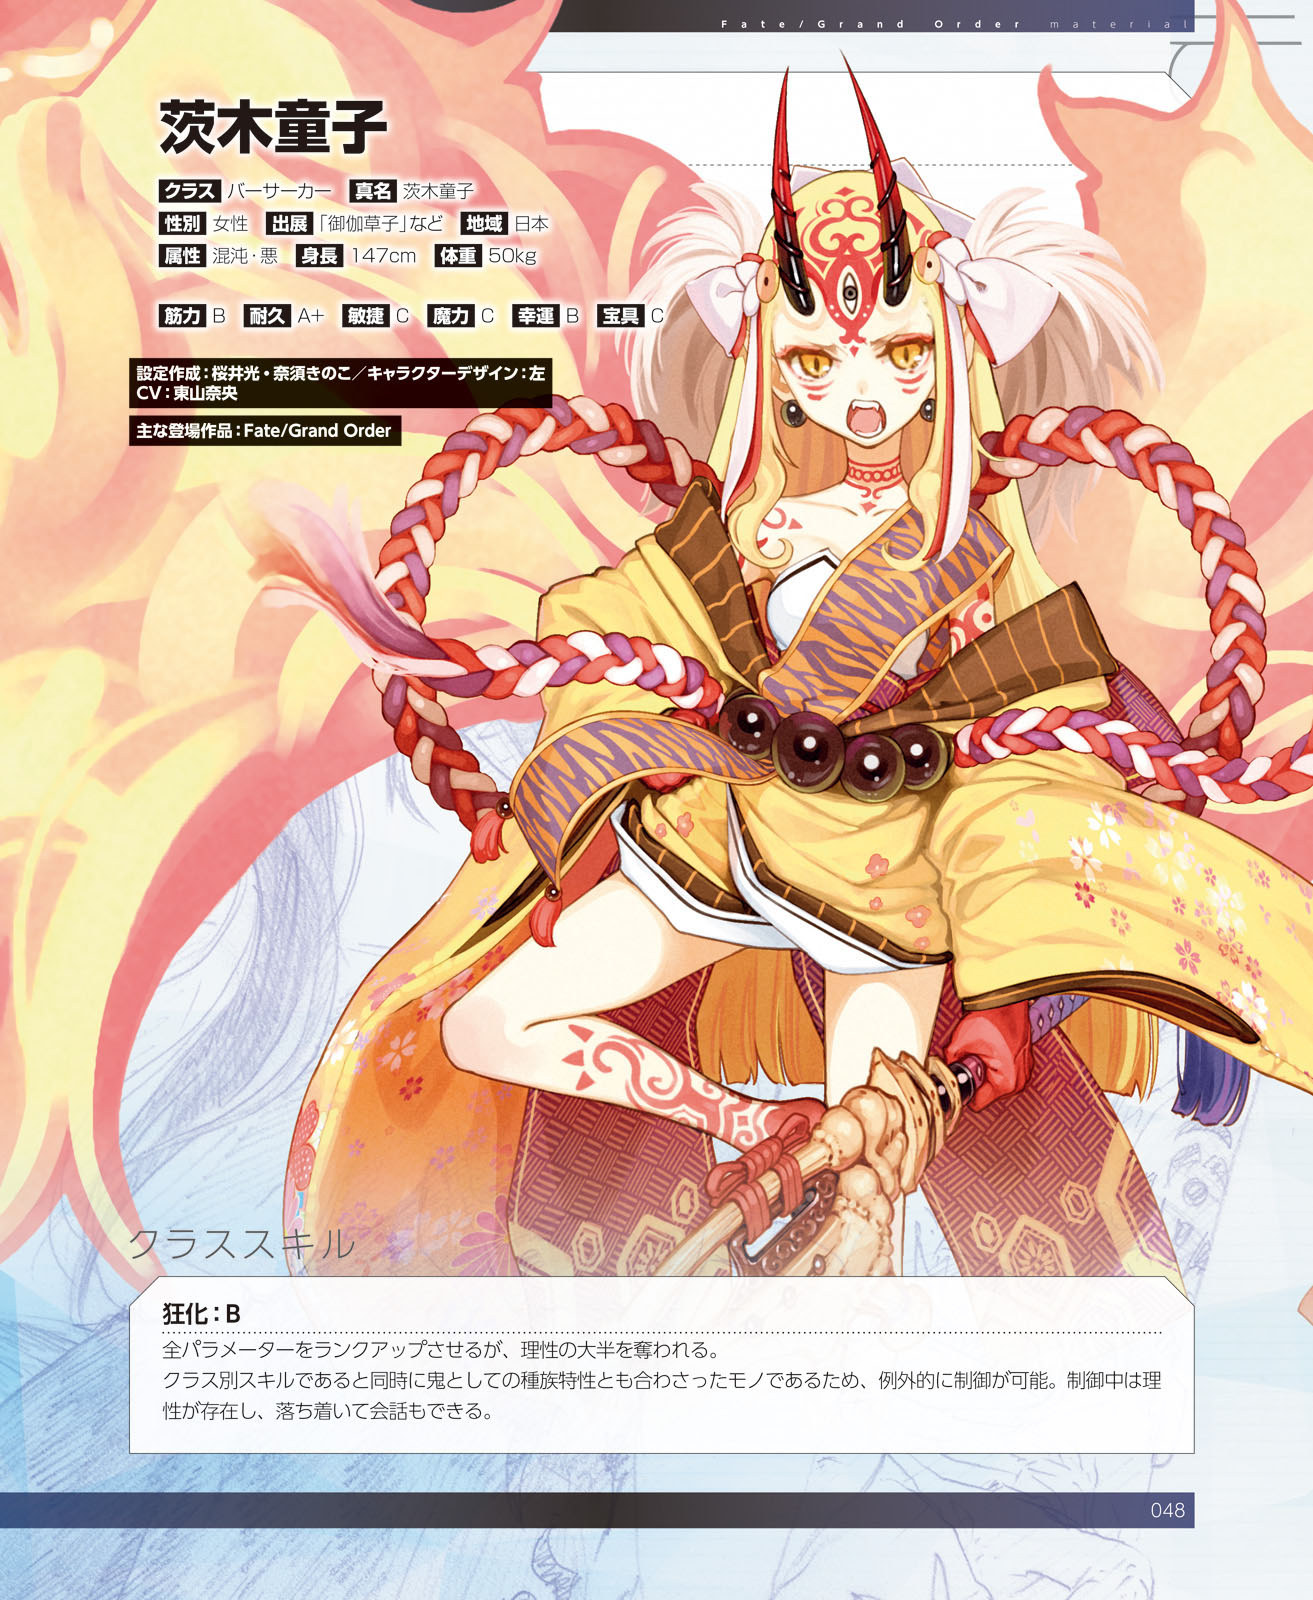 Fate/Grand Order material
茨木童子
クラス バーサーカー 真名 茨木童子
性別 女性 出展 「御伽草子」など 地域 日本
属性 混沌・悪 身長 147cm 体重 50kg
筋力 B 耐久 A+ 敏捷 C 魔力 C 幸運 B 宝具 C
設定作成：桜井光・奈須きのこ／キャラクターデザイン：左
CV：東山奈央
主な登場作品：Fate/Grand Order
クラススキル
狂化：B
全パラメーターをランクアップさせるが、理性の大半を奪われる。
クラス別スキルであると同時に鬼としての種族特性とも合わさったモノであるため、例外的に制御が可能。制御中は理
性が存在し、落ち着いて会話もできる。
048